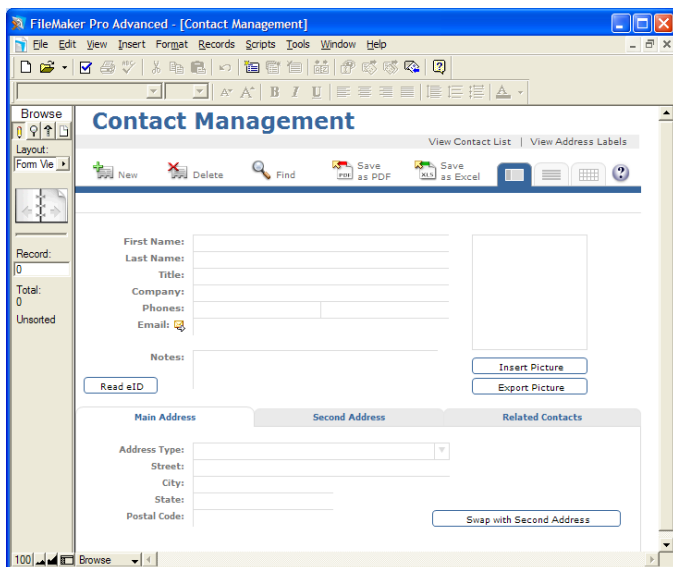 FileMaker Pro Advanced - [Contact Management]
File Edit View Insert Format Records Scripts Tools Window Help
B I U A
Browse
Layout:
Form Vie
Record:
0
Total:
0
Unsorted
Contact Management
View Contact List | View Address Labels
New
Delete
Find
PDF
Save
as PDF
XLS
Save
as Excel
?
First Name:
Last Name:
Title:
Company:
Phones:
Email:
Notes:
Read eID
Insert Picture
Export Picture
Main Address
Second Address
Related Contacts
Address Type:
Street:
City:
State:
Postal Code:
Swap with Second Address
100 Browse